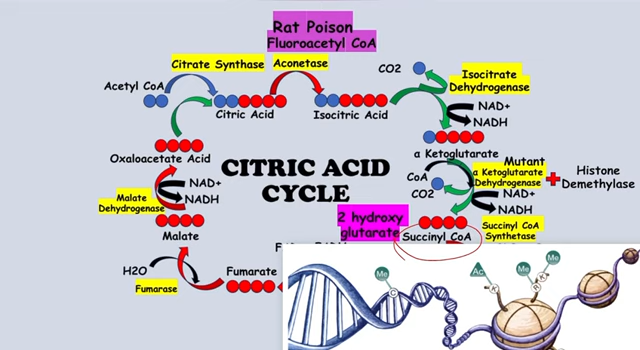 Rat Poison
Fluoroacetyl CoA
Citrate Synthase
Aconetase
CO2
Isocitrate
Dehydrogenase
Acetyl CoA
NAD+
NADH
Citric Acid
Isocitric Acid
α Ketoglutarate
Oxaloacetate Acid
CITRIC ACID
CYCLE
CoA
CO2
Mutant
α Ketoglutarate
Dehydrogenase
Histone
Demethylase
NAD+
NADH
NAD+
NADH
Malate
Dehydrogenase
2 hydroxy
glutarate
Succinyl CoA
Succinyl CoA
Synthetase
Malate
H2O
Fumarase
Fumarate
Me
C
Ac
K
Me
Me
K
R